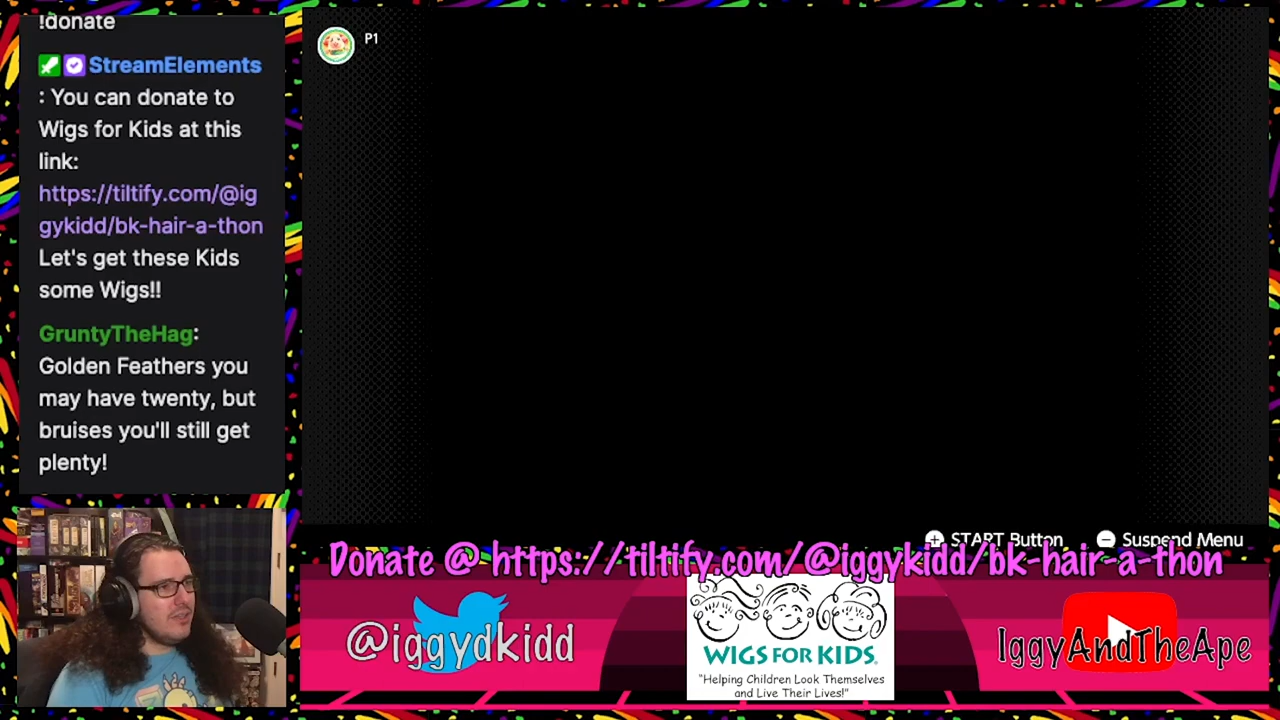 !donate
StreamElements
: You can donate to
Wigs for Kids at this
link:
https://tiltify.com/@ig
gykidd/bk-hair-a-thon
Let's get these Kids
some Wigs!!
GruntyTheHag:
Golden Feathers you
may have twenty, but
bruises you'll still get
plenty!
P1
START Button
Suspend Menu
Donate @ https://tiltify.com/@iggykidd/bk-hair-a-thon
@iggydkidd
WIGS FOR KIDS.
"Helping Children Look Themselves
and Live Their Lives!"
IggyAndTheApe